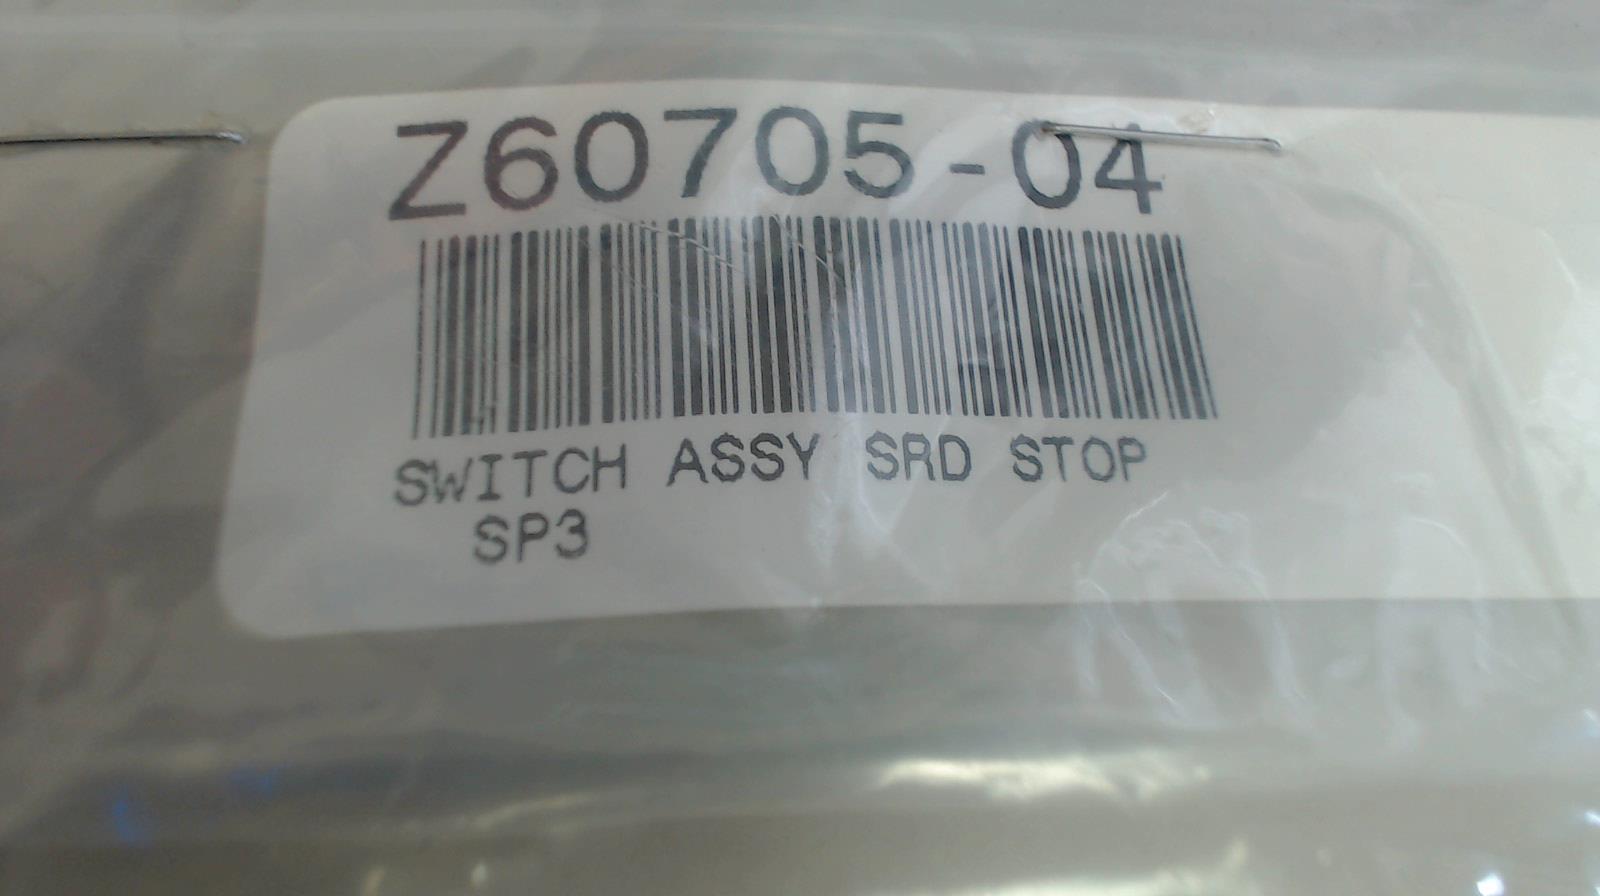 Z60705-04
SWITCH ASSY SRD STOP
SP3